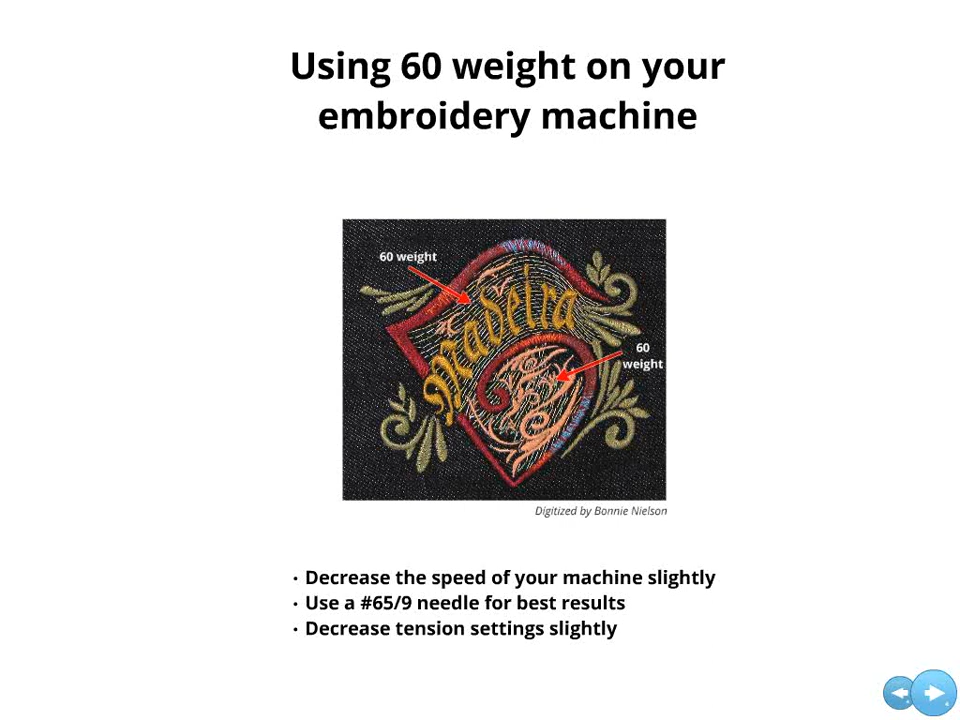 Using 60 weight on your
embroidery machine
60 weight
Madeira
60
weight
Digitized by Bonnie Nielson
• Decrease the speed of your machine slightly
• Use a #65/9 needle for best results
• Decrease tension settings slightly